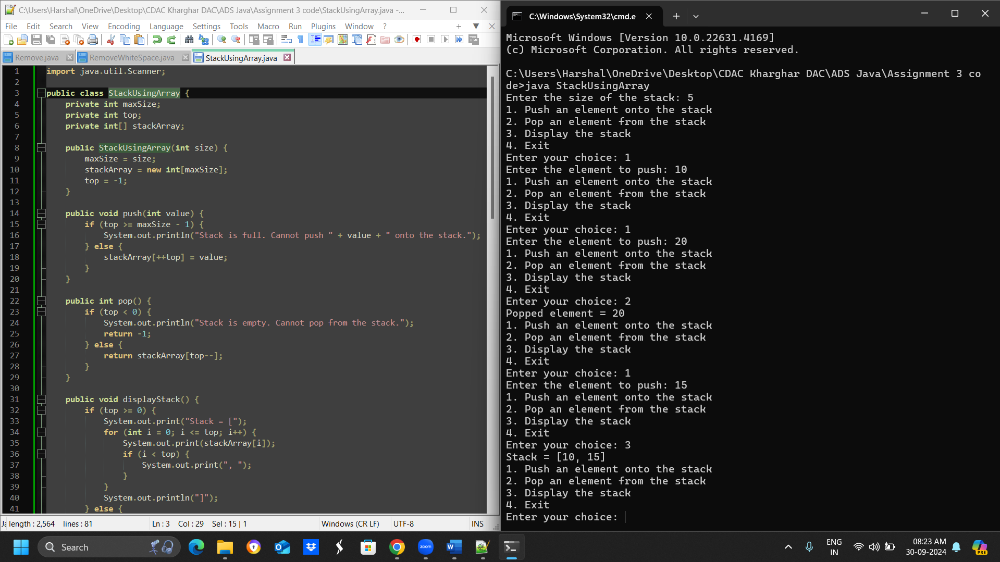 C:\Users\Harshal\OneDrive\Desktop\CDAC Kharghar DAC\ADS Java\Assignment 3 code\StackUsingArray.java -...
File Edit Search View Encoding Language Settings Tools Macro Run Plugins Window ?
Remove.java RemoveWhiteSpace.java StackUsingArray.java
1 import java.util.Scanner;
2
3 public class StackUsingArray {
4 private int maxSize;
5 private int top;
6 private int[] stackArray;
7
8 public StackUsingArray(int size) {
9 maxSize = size;
10 stackArray = new int[maxSize];
11 top = -1;
12 }
13
14 public void push(int value) {
15 if (top >= maxSize - 1) {
16 System.out.println("Stack is full. Cannot push " + value + " onto the stack.");
17 } else {
18 stackArray[++top] = value;
19 }
20 }
21
22 public int pop() {
23 if (top < 0) {
24 System.out.println("Stack is empty. Cannot pop from the stack.");
25 return -1;
26 } else {
27 return stackArray[top--];
28 }
29 }
30
31 public void displayStack() {
32 if (top >= 0) {
33 System.out.print("Stack = [");
34 for (int i = 0; i <= top; i++) {
35 System.out.print(stackArray[i]);
36 if (i < top) {
37 System.out.print(", ");
38 }
39 }
40 System.out.println("]");
41 } else {
Ja length : 2,564 lines : 81 Ln : 3 Col : 29 Sel : 15 | 1 Windows (CR LF) UTF-8 INS
C:\Windows\System32\cmd.e
Microsoft Windows [Version 10.0.22631.4169]
(c) Microsoft Corporation. All rights reserved.
C:\Users\Harshal\OneDrive\Desktop\CDAC Kharghar DAC\ADS Java\Assignment 3 co
de>java StackUsingArray
Enter the size of the stack: 5
1. Push an element onto the stack
2. Pop an element from the stack
3. Display the stack
4. Exit
Enter your choice: 1
Enter the element to push: 10
1. Push an element onto the stack
2. Pop an element from the stack
3. Display the stack
4. Exit
Enter your choice: 1
Enter the element to push: 20
1. Push an element onto the stack
2. Pop an element from the stack
3. Display the stack
4. Exit
Enter your choice: 2
Popped element = 20
1. Push an element onto the stack
2. Pop an element from the stack
3. Display the stack
4. Exit
Enter your choice: 1
Enter the element to push: 15
1. Push an element onto the stack
2. Pop an element from the stack
3. Display the stack
4. Exit
Enter your choice: 3
Stack = [10, 15]
1. Push an element onto the stack
2. Pop an element from the stack
3. Display the stack
4. Exit
Enter your choice:
Search
zoom
W
ENG
IN
08:23 AM
30-09-2024
PRE